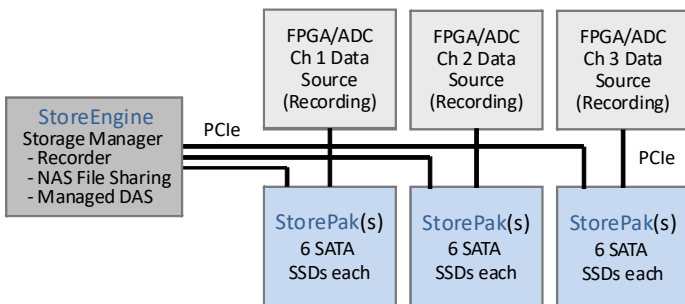 FPGA/ADC
Ch 1 Data
Source
(Recording)
FPGA/ADC
Ch 2 Data
Source
(Recording)
FPGA/ADC
Ch 3 Data
Source
(Recording)
StoreEngine
Storage Manager
- Recorder
- NAS File Sharing
- Managed DAS
PCIe
PCIe
StorePak(s)
6 SATA
SSDs each
StorePak(s)
6 SATA
SSDs each
StorePak(s)
6 SATA
SSDs each